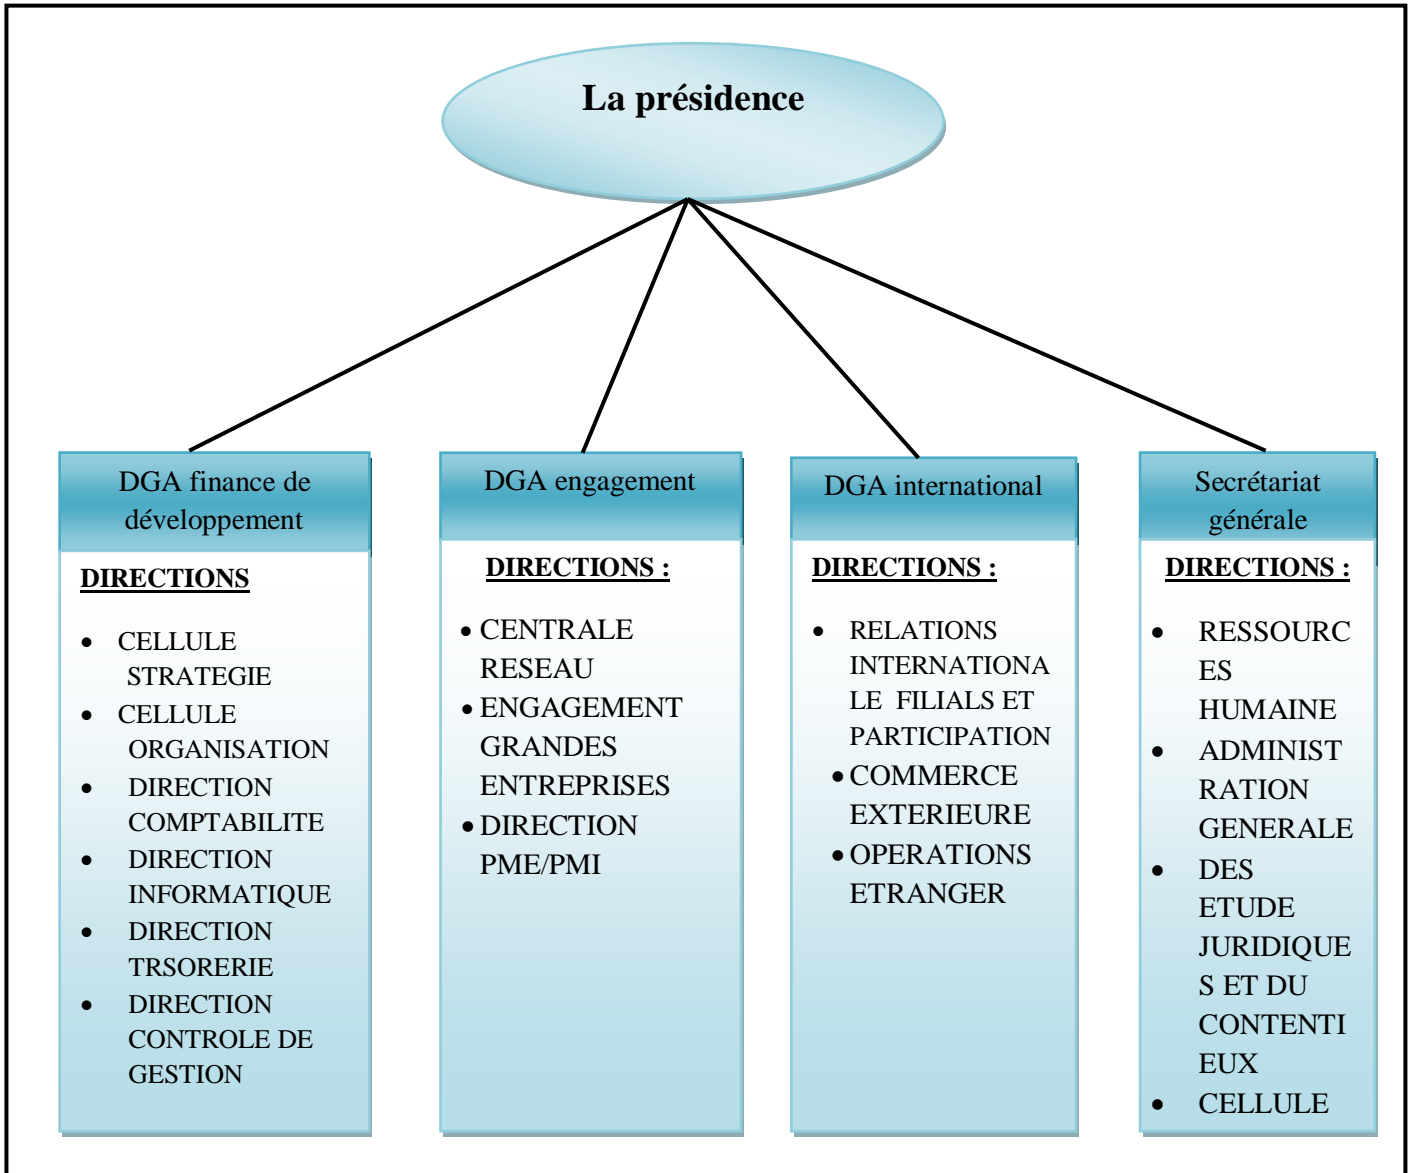 La présidence
DGA finance de
développement
DIRECTIONS
• CELLULE
STRATEGIE
• CELLULE
ORGANISATION
• DIRECTION
COMPTABILITE
• DIRECTION
INFORMATIQUE
• DIRECTION
TRSORERIE
• DIRECTION
CONTROLE DE
GESTION
DGA engagement
DIRECTIONS :
• CENTRALE
RESEAU
• ENGAGEMENT
GRANDES
ENTREPRISES
• DIRECTION
PME/PMI
DGA international
DIRECTIONS :
• RELATIONS
INTERNATIONA
LE FILIALS ET
PARTICIPATION
• COMMERCE
EXTERIEURE
• OPERATIONS
ETRANGER
Secrétariat
générale
DIRECTIONS :
• RESSOURC
ES
HUMAINE
• ADMINIST
RATION
GENERALE
• DES
ETUDE
JURIDIQUE
S ET DU
CONTENTI
EUX
• CELLULE